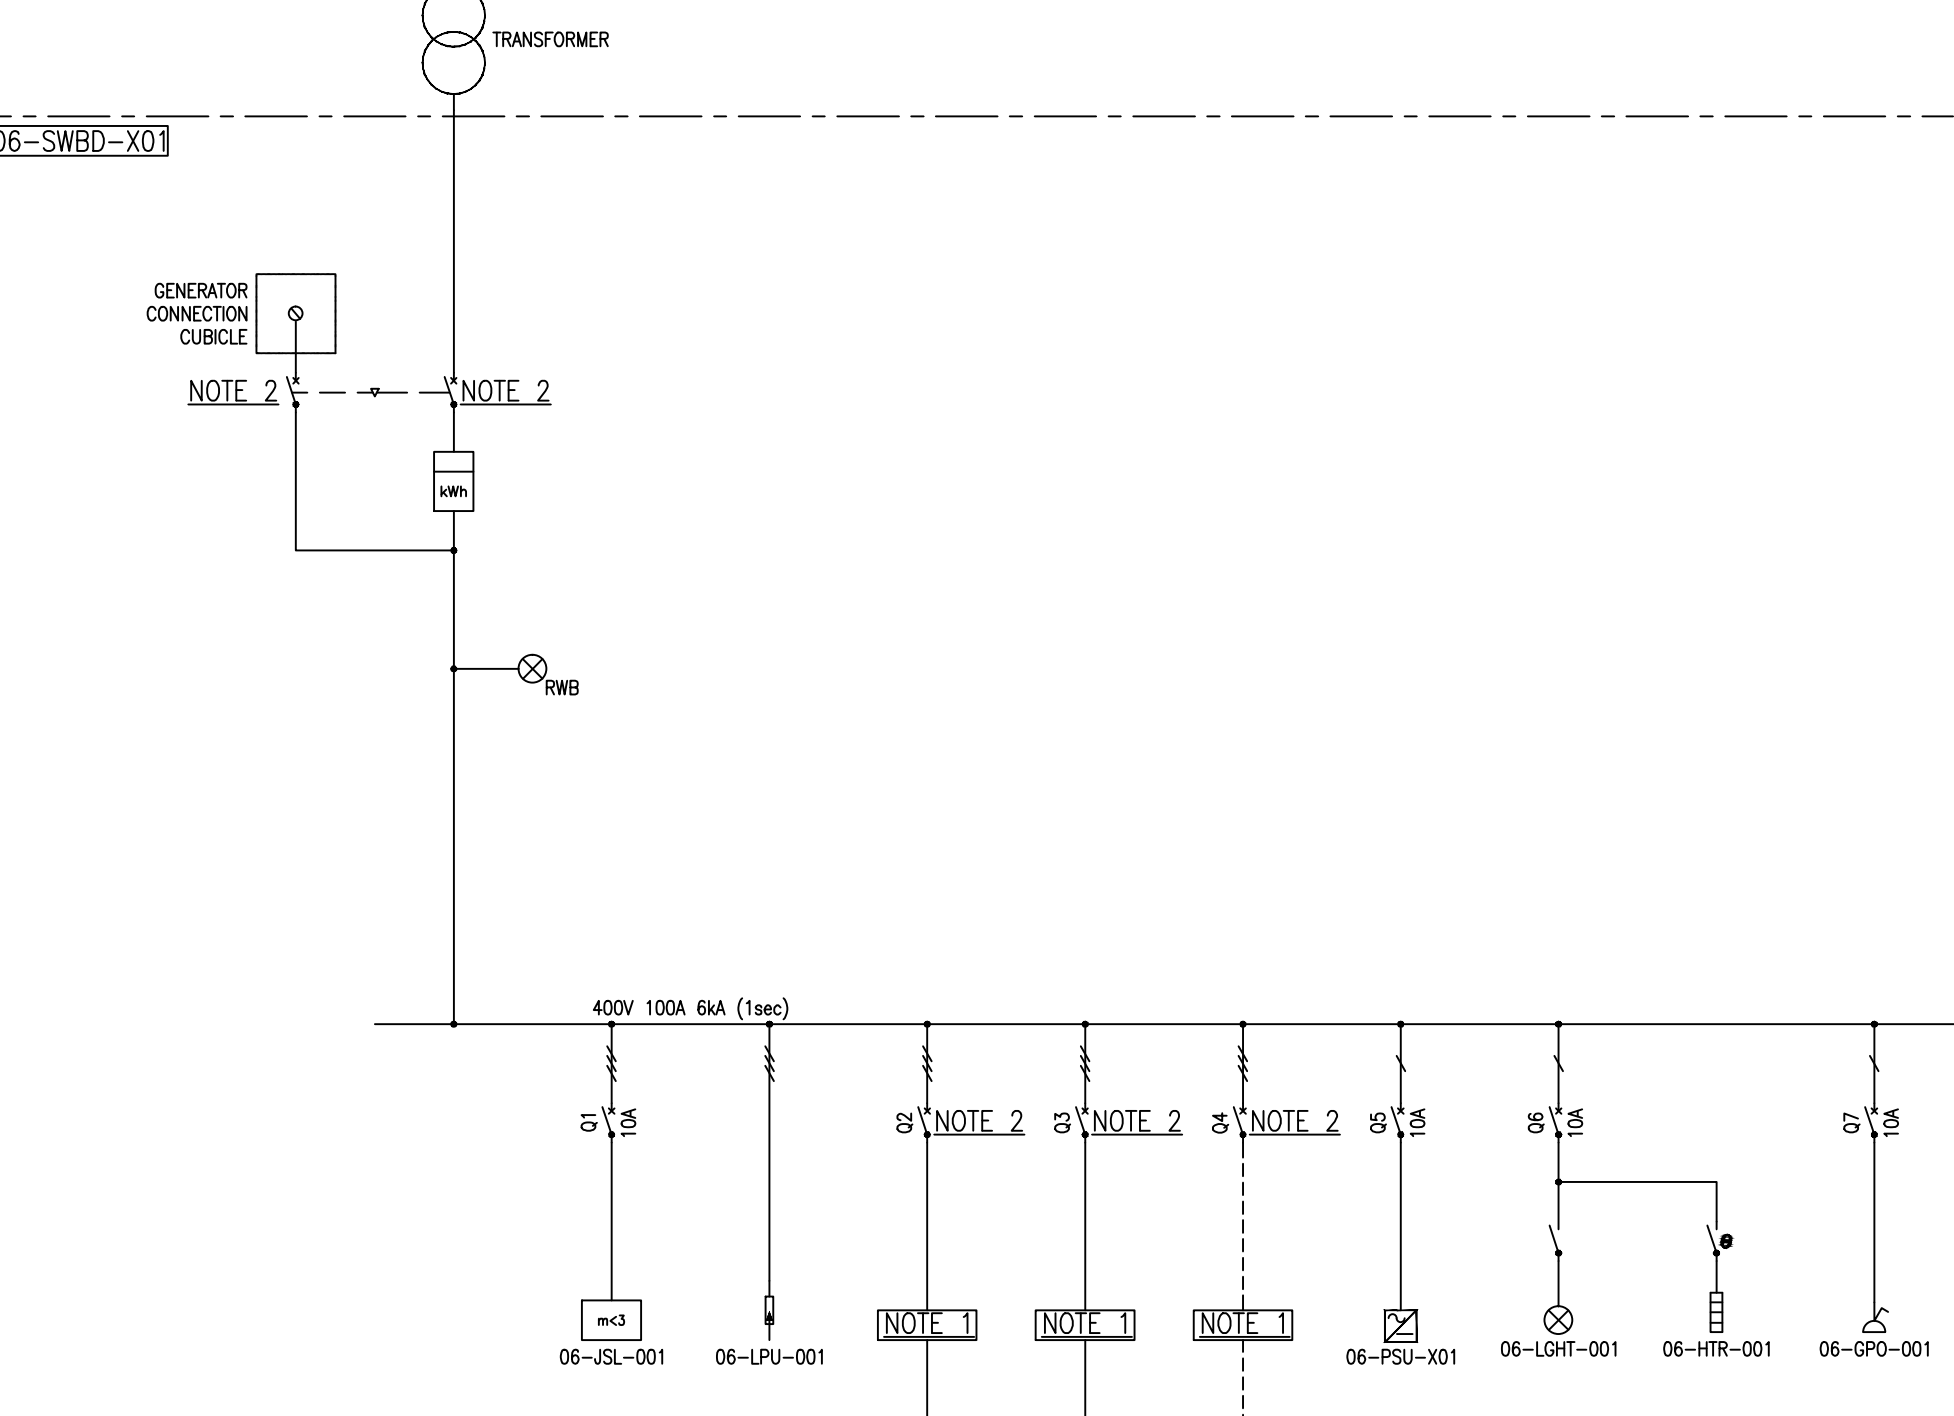 TRANSFORMER
06-SWBD-X01
GENERATOR
CONNECTION
CUBICLE
NOTE 2
NOTE 2
kWh
RWB
400V 100A 6kA (1sec)
Q1
10A
Q2
NOTE 2
Q3
NOTE 2
Q4
NOTE 2
Q5
10A
Q6
10A
Q7
10A
m<3
NOTE 1
NOTE 1
NOTE 1
06-JSL-001
06-LPU-001
06-PSU-X01
06-LGHT-001
06-HTR-001
06-GPO-001